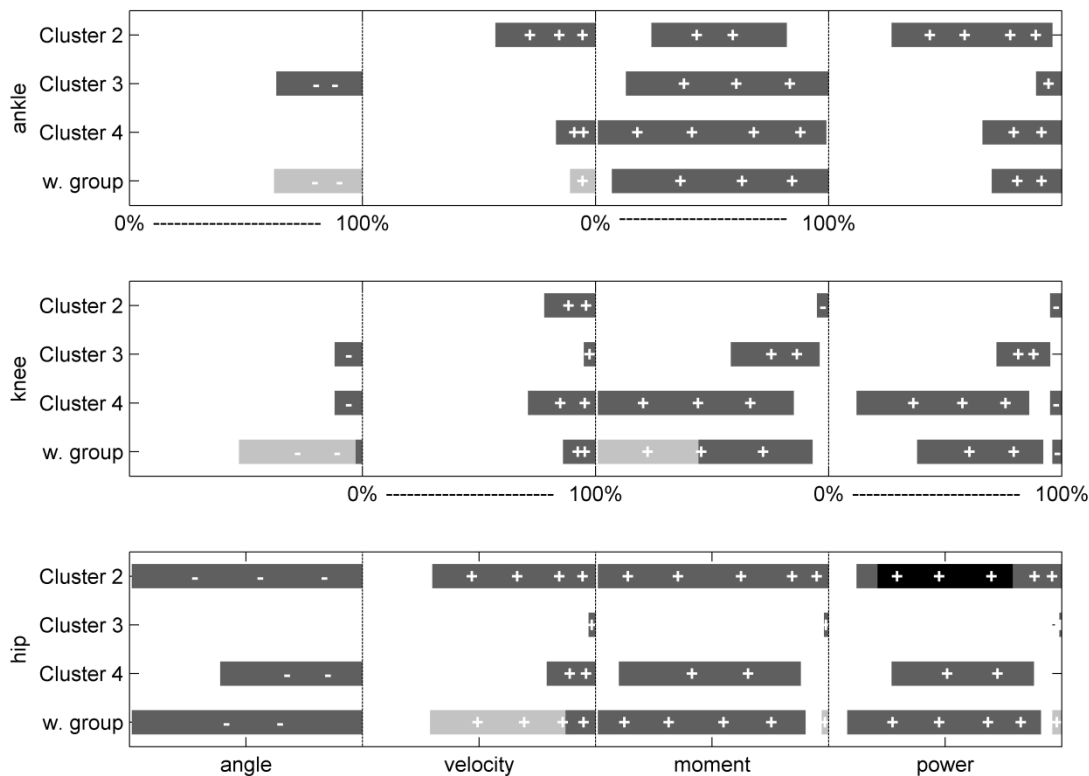 ankle
Cluster 2 + + + + + + + + +
Cluster 3 - - + + + +
Cluster 4 + + + + + + + +
w. group - - + + + + + +
0% ------------------ 100% 0% ------------------ 100%
knee
Cluster 2 + + - -
Cluster 3 - + + + + +
Cluster 4 - + + + + + + + + -
w. group - - + + + + + + + -
0% ------------------ 100% 0% ------------------ 100%
hip
Cluster 2 - - - + + + + + + + + + + + + + +
Cluster 3 + + -
Cluster 4 - - + + + + + +
w. group - - + + + + + + + + + + + + + +
angle velocity moment power